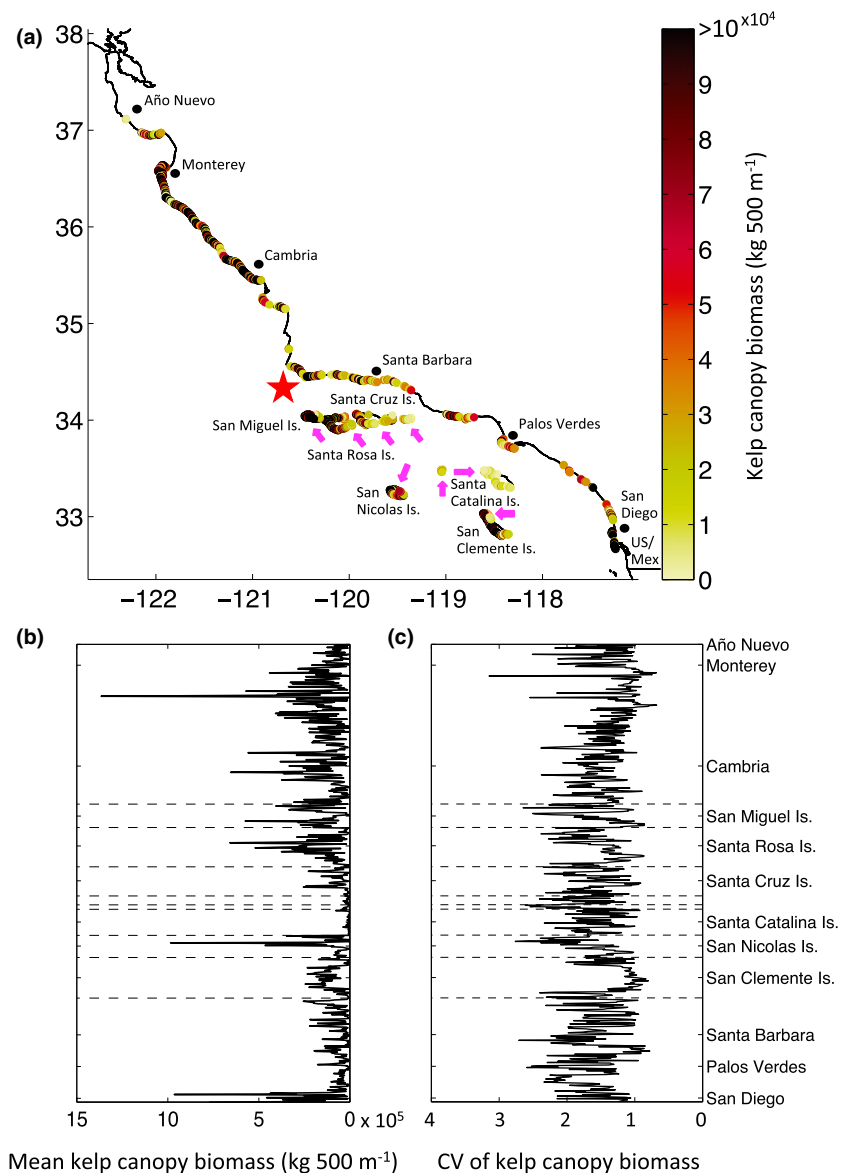 (a)
38
37
36
35
34
33
−122
−121
−120
−119
−118
Año Nuevo
Monterey
Cambria
Santa Barbara
Santa Cruz Is.
San Miguel Is.
Santa Rosa Is.
Palos Verdes
San
Nicolas Is.
Santa
Catalina Is.
San
Clemente Is.
San
Diego
US/
Mex
>10 x10⁴
9
8
7
6
5
4
3
2
1
0
Kelp canopy biomass (kg 500 m⁻¹)
(b)
15
10
5
0 x 10⁵
Mean kelp canopy biomass (kg 500 m⁻¹)
(c)
Año Nuevo
Monterey
Cambria
San Miguel Is.
Santa Rosa Is.
Santa Cruz Is.
Santa Catalina Is.
San Nicolas Is.
San Clemente Is.
Santa Barbara
Palos Verdes
San Diego
4
3
2
1
0
CV of kelp canopy biomass